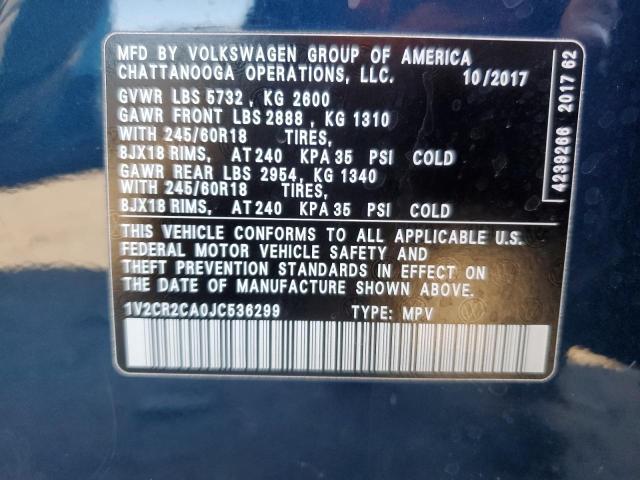 MFD BY VOLKSWAGEN GROUP OF AMERICA
CHATTANOOGA OPERATIONS, LLC. 10/2017
GVWR LBS 5732 , KG 2600
GAWR FRONT LBS 2888 , KG 1310
WITH 245/60R18 TIRES,
8JX18 RIMS, AT 240 KPA 35 PSI COLD
GAWR REAR LBS 2954 , KG 1340
WITH 245/60R18 TIRES,
8JX18 RIMS, AT 240 KPA 35 PSI COLD
THIS VEHICLE CONFORMS TO ALL APPLICABLE U.S.
FEDERAL MOTOR VEHICLE SAFETY AND
THEFT PREVENTION STANDARDS IN EFFECT ON
THE DATE OF MANUFACTURE SHOWN ABOVE.
1V2CR2CA0JC536299 TYPE: MPV
4239266 2017 62